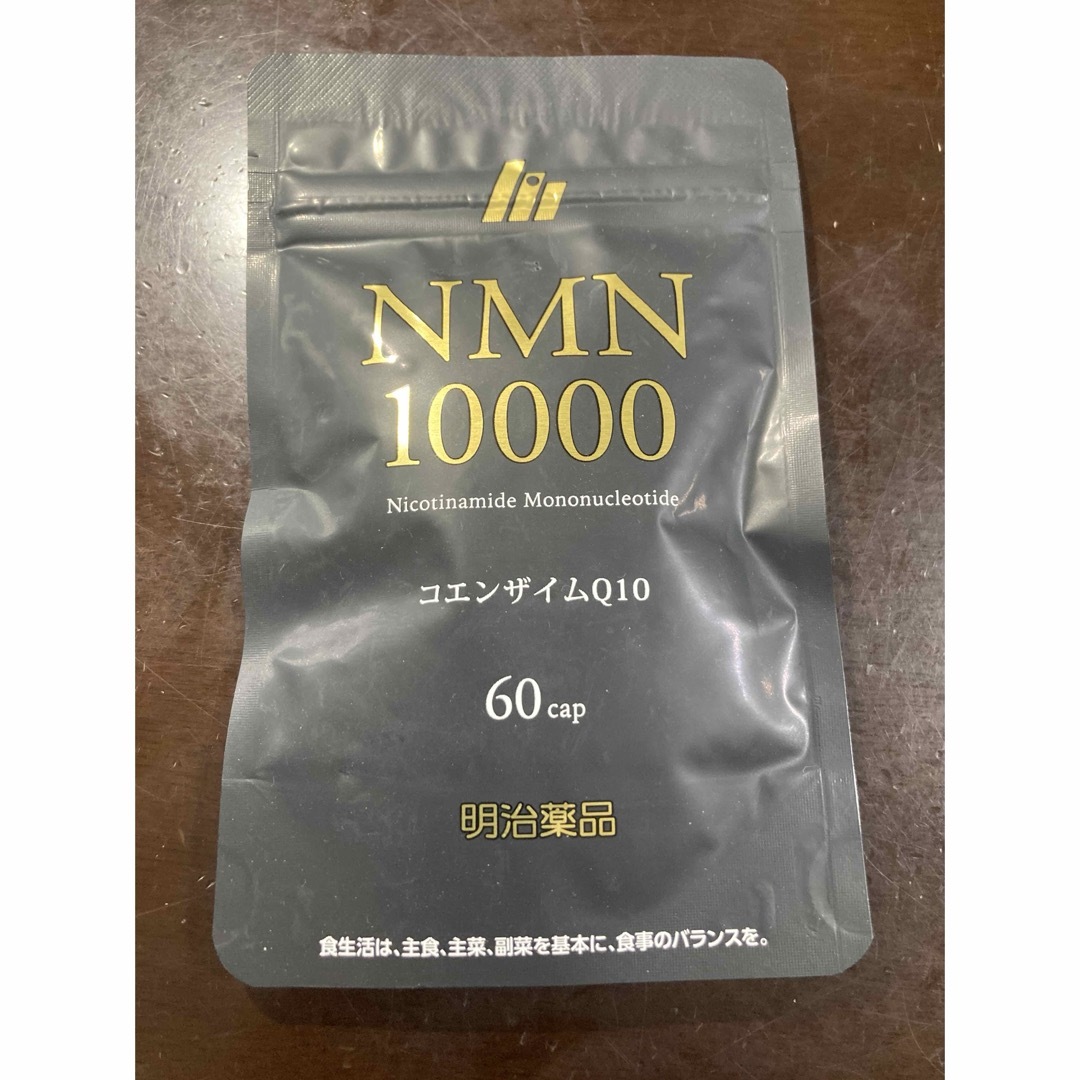 NMN
10000
Nicotinamide Mononucleotide
コエンザイムQ10
60 cap
明治薬品
食生活は、主食、主菜、副菜を基本に、食事のバランスを。